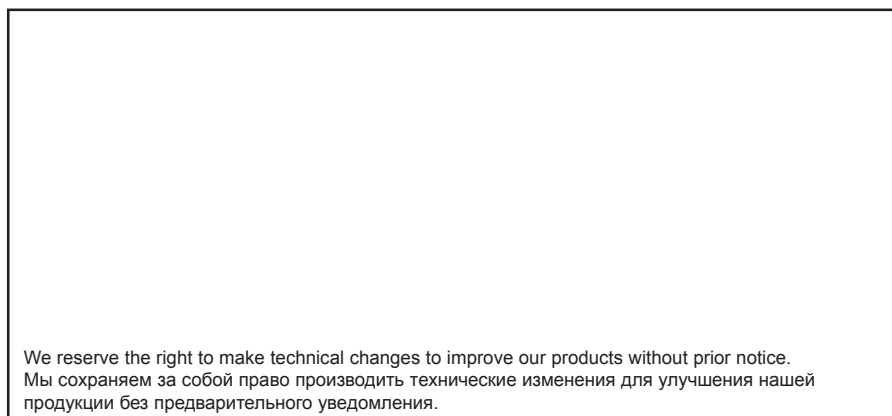 We reserve the right to make technical changes to improve our products without prior notice.
Мы сохраняем за собой право производить технические изменения для улучшения нашей
продукции без предварительного уведомления.